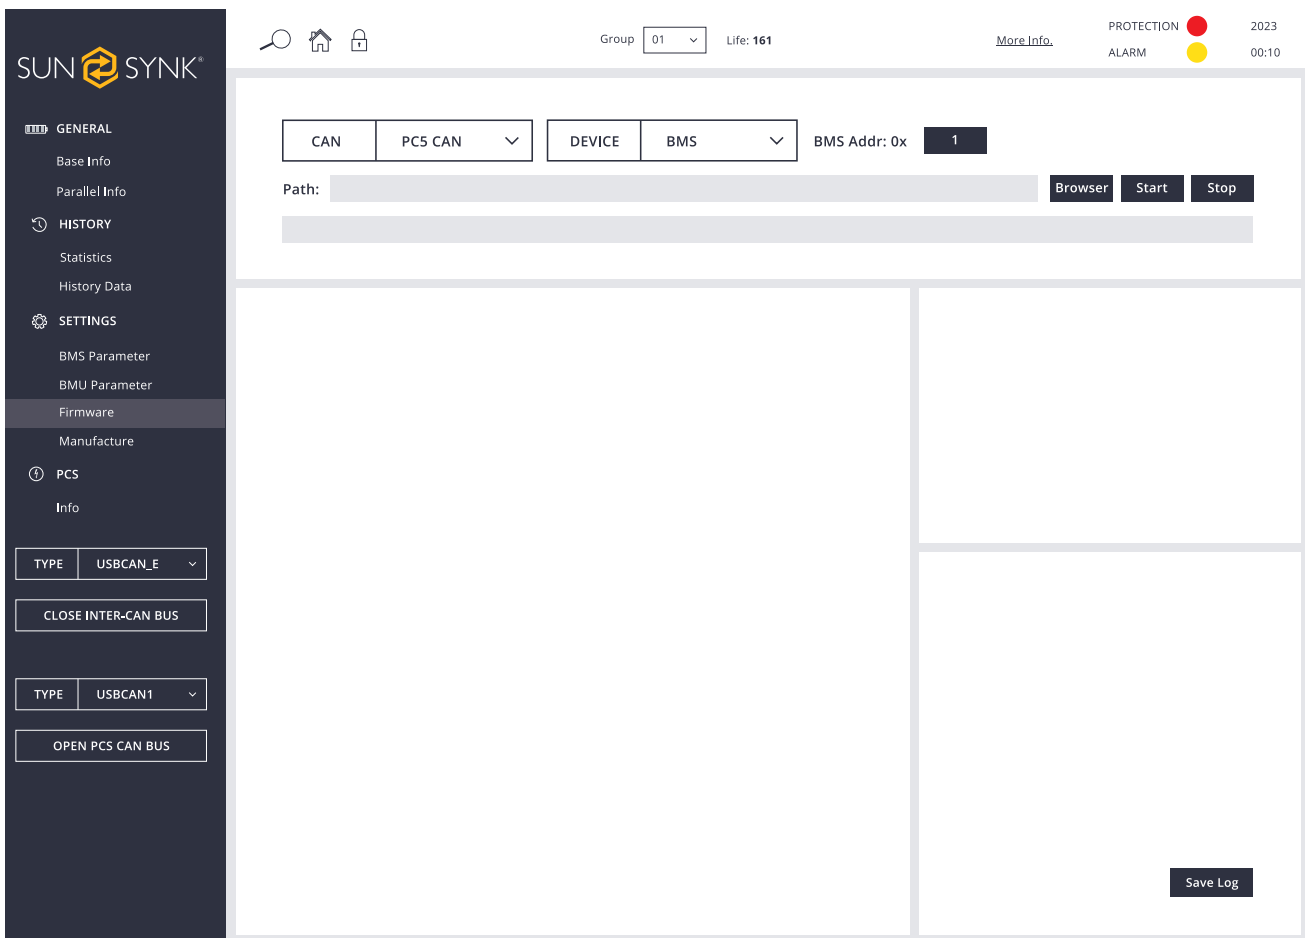 SUN SYNK®
GENERAL
Base Info
Parallel Info
HISTORY
Statistics
History Data
SETTINGS
BMS Parameter
BMU Parameter
Firmware
Manufacture
PCS
Info
TYPE USBCAN_E
CLOSE INTER-CAN BUS
TYPE USBCAN1
OPEN PCS CAN BUS
Group 01 Life: 161 More Info. PROTECTION 2023
ALARM 00:10
CAN PC5 CAN DEVICE BMS BMS Addr: 0x 1
Path: Browser Start Stop
Save Log